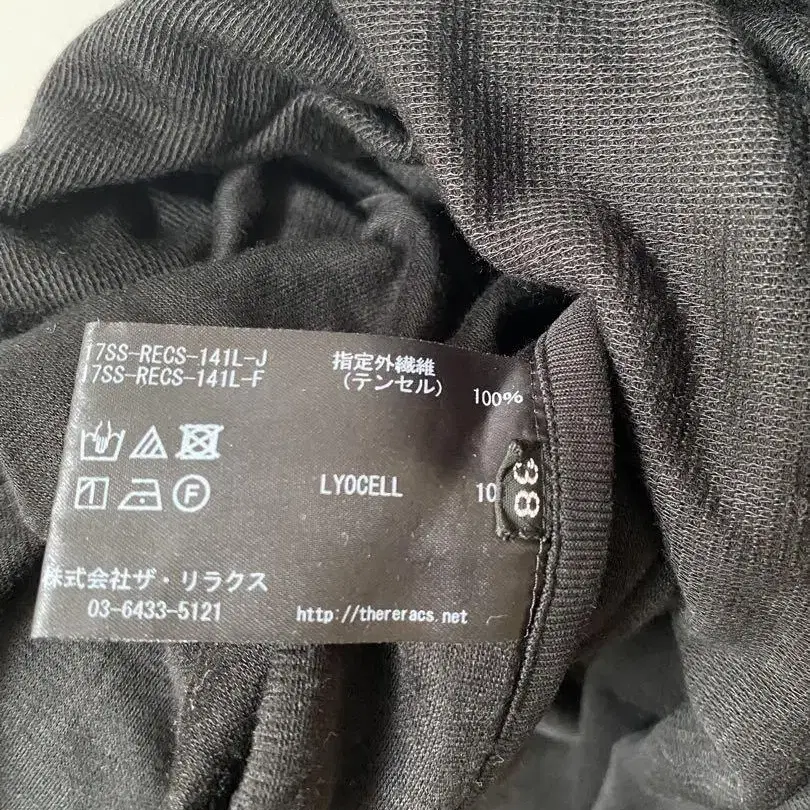 17SS-RECS-141L-J
17SS-RECS-141L-F
指定外繊維
(テンセル)
100%
LYOCELL
10
38
F
株式会社ザ・リラクス
03-6433-5121
http://thereracs.net